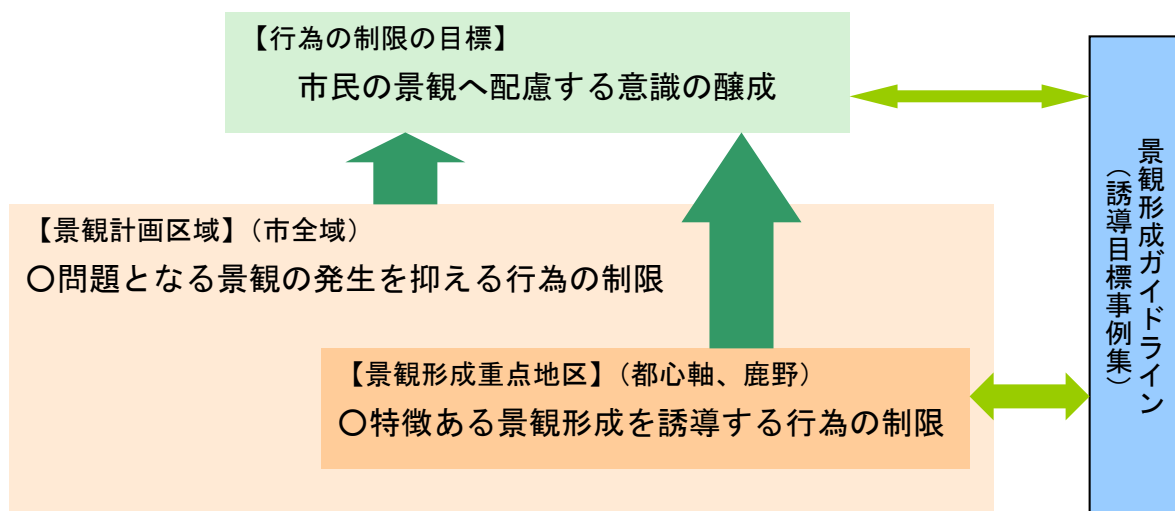 【行為の制限の目標】
市民の景観へ配慮する意識の醸成
【景観計画区域】（市全域）
〇問題となる景観の発生を抑える行為の制限
【景観形成重点地区】（都心軸、鹿野）
〇特徴ある景観形成を誘導する行為の制限
景観形成ガイドライン
（誘導目標事例集）